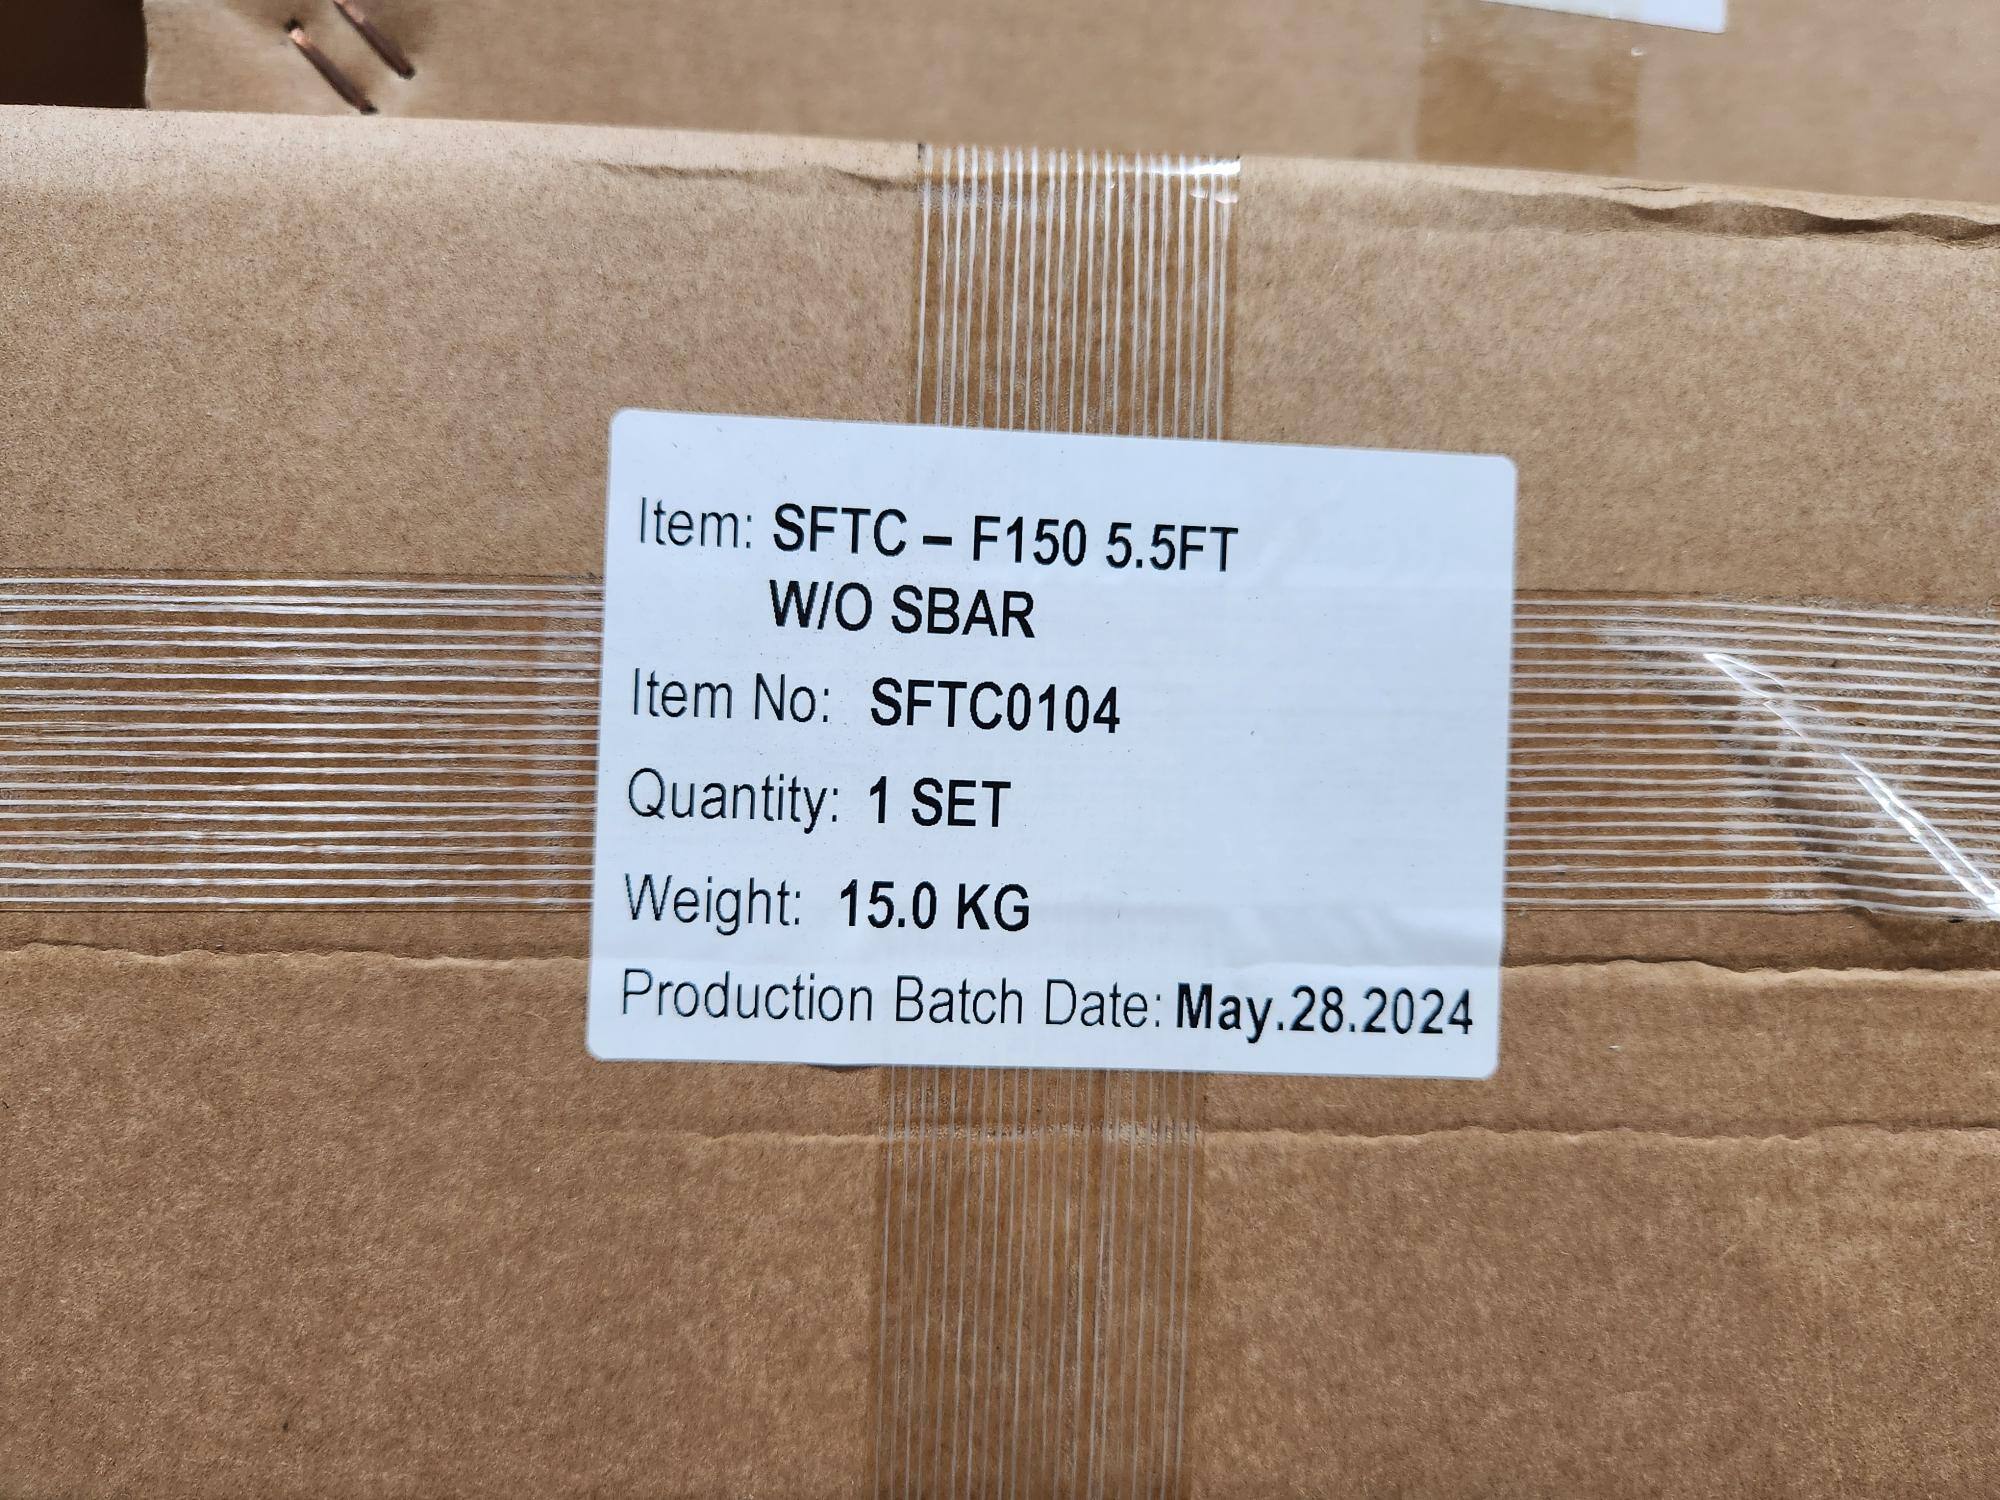 Item: SFTC – F150 5.5FT
W/O SBAR
Item No: SFTC0104
Quantity: 1 SET
Weight: 15.0 KG
Production Batch Date: May.28.2024